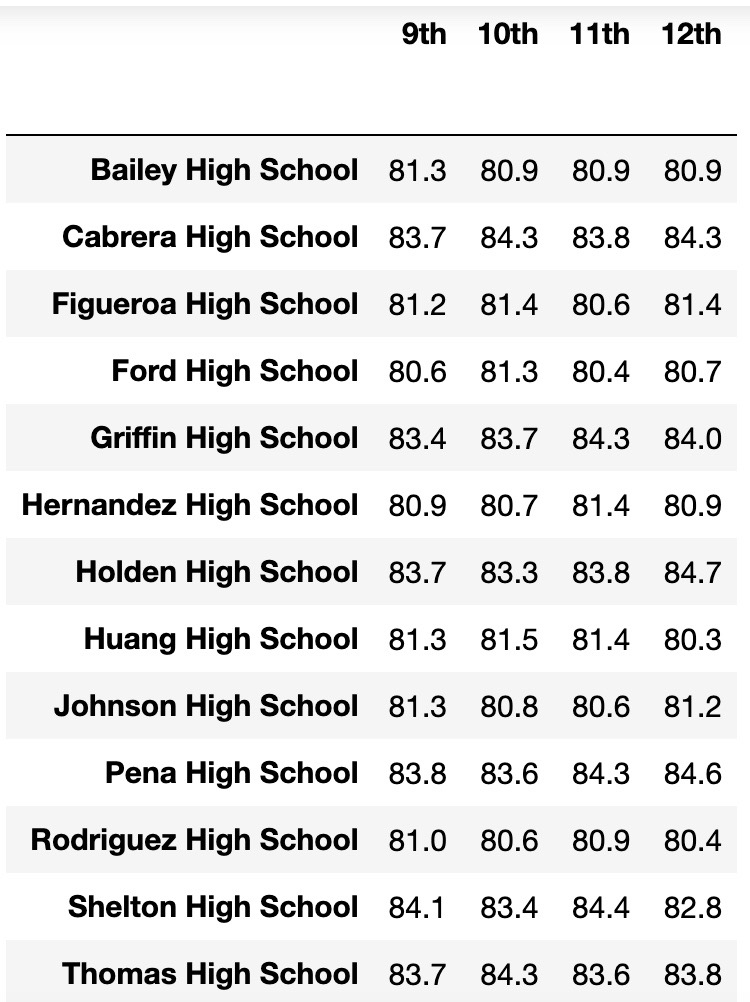 9th 10th 11th 12th
Bailey High School 81.3 80.9 80.9 80.9
Cabrera High School 83.7 84.3 83.8 84.3
Figueroa High School 81.2 81.4 80.6 81.4
Ford High School 80.6 81.3 80.4 80.7
Griffin High School 83.4 83.7 84.3 84.0
Hernandez High School 80.9 80.7 81.4 80.9
Holden High School 83.7 83.3 83.8 84.7
Huang High School 81.3 81.5 81.4 80.3
Johnson High School 81.3 80.8 80.6 81.2
Pena High School 83.8 83.6 84.3 84.6
Rodriguez High School 81.0 80.6 80.9 80.4
Shelton High School 84.1 83.4 84.4 82.8
Thomas High School 83.7 84.3 83.6 83.8